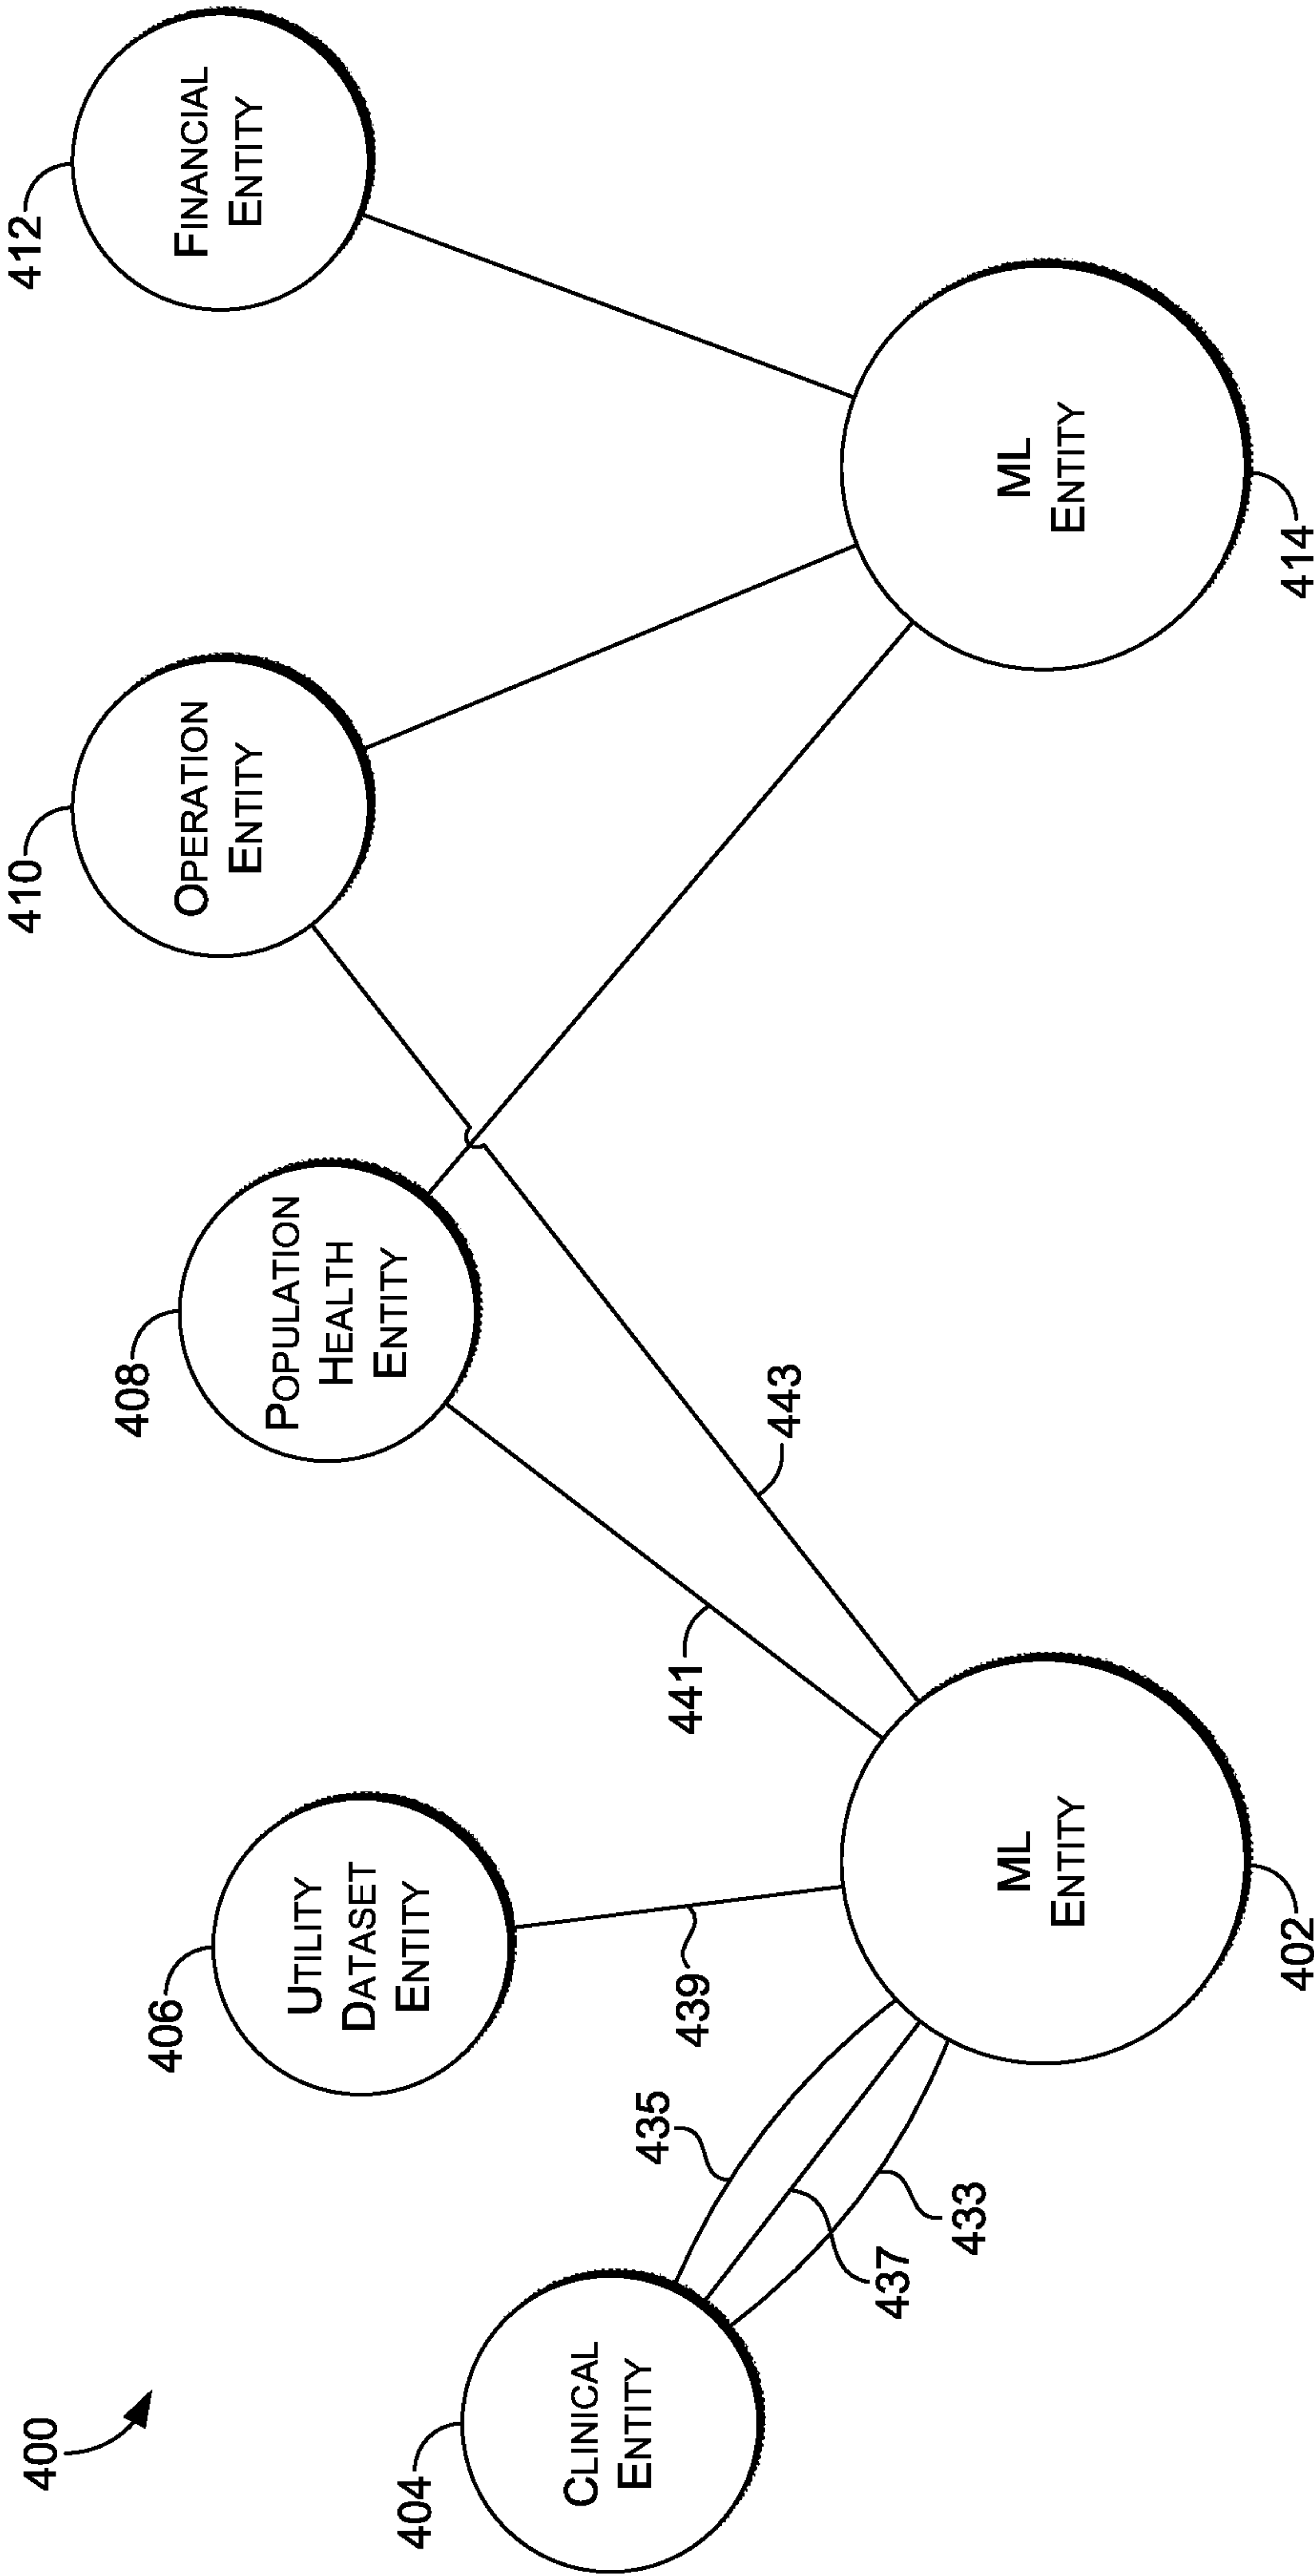 400
404
CLINICAL
ENTITY
406
UTILITY
DATASET
ENTITY
408
POPULATION
HEALTH
ENTITY
410
OPERATION
ENTITY
412
FINANCIAL
ENTITY
435
437
433
439
441
443
ML
ENTITY
402
ML
ENTITY
414